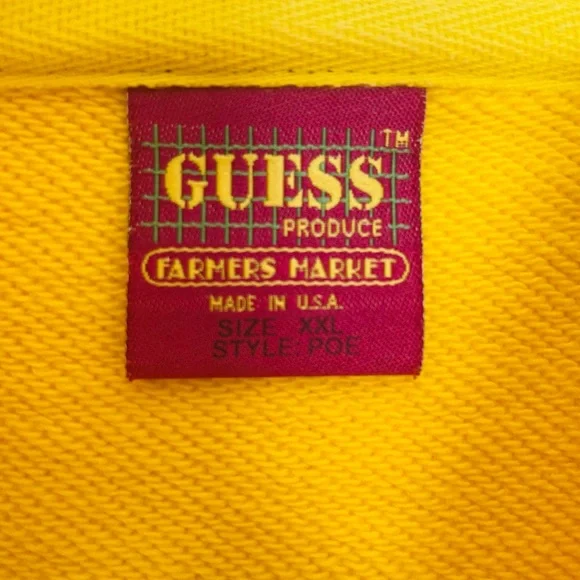 GUESS™
PRODUCE
FARMERS MARKET
MADE IN U.S.A.
SIZE XXL
STYLE: POE